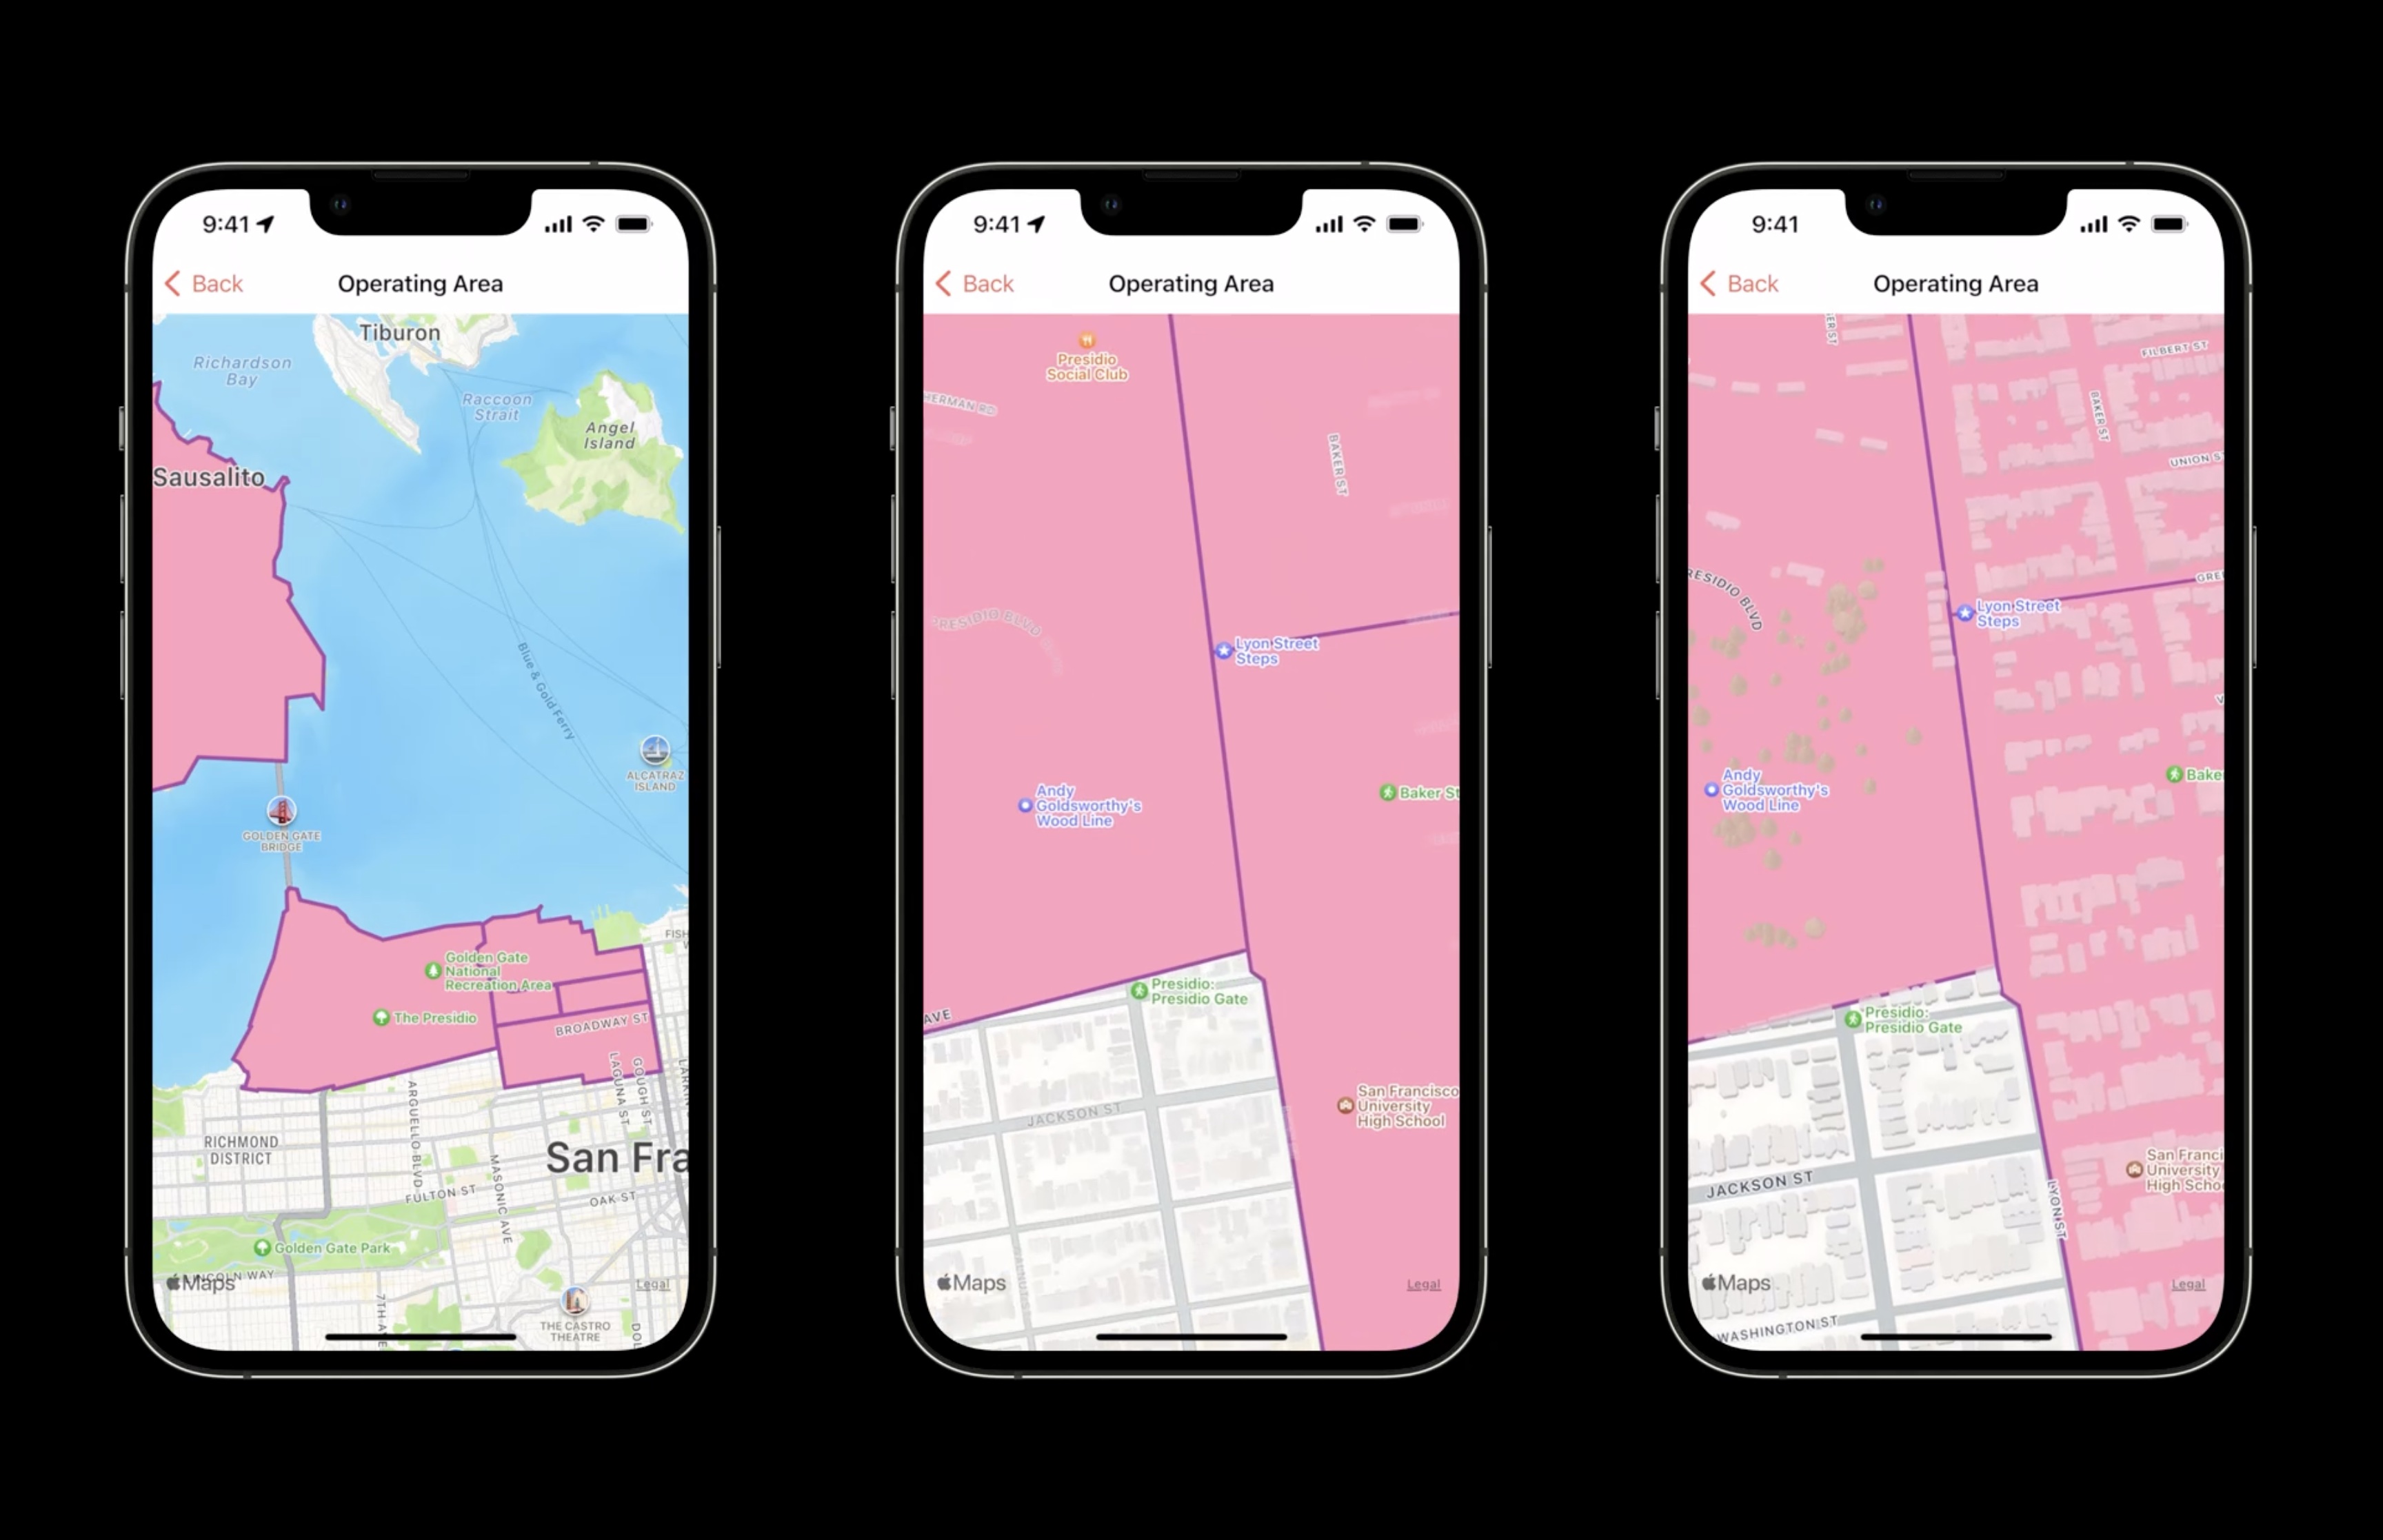 9:41
Back
Operating Area
Tiburon
Richardson
Bay
Raccoon
Strait
Angel
Island
Sausalito
Blue & Gold Ferry
ALCATRAZ
ISLAND
GOLDEN GATE
BRIDGE
FISH
W
Golden Gate
National
Recreation Area
The Presidio
BROADWAY ST
LAGUNA ST
GOUGH ST
LARKIN
ARGUELLO BLVD
RICHMOND
DISTRICT
San Fra
MASONIC AVE
FULTON ST
OAK ST
Golden Gate Park
LINCOLN WAY
Maps
Legal
7TH AVE
THE CASTRO
THEATRE
DOL
9:41
Back
Operating Area
Presidio
Social Club
HERMAN RD
BAKER ST
PRESIDIO BLVD
Lyon Street
Steps
Andy
Goldsworthy's
Wood Line
Baker St
Presidio:
Presidio Gate
AVE
JACKSON ST
San Francisco
University
High School
Maps
Legal
9:41
Back
Operating Area
ER ST
FILBERT ST
BAKER ST
UNION S
RESIDIO BLVD
GREE
Lyon Street
Steps
V
Andy
Goldsworthy's
Wood Line
Baker
Presidio:
Presidio Gate
JACKSON ST
San Franci
University
High Schoo
LYON ST
Maps
Legal
WASHINGTON ST